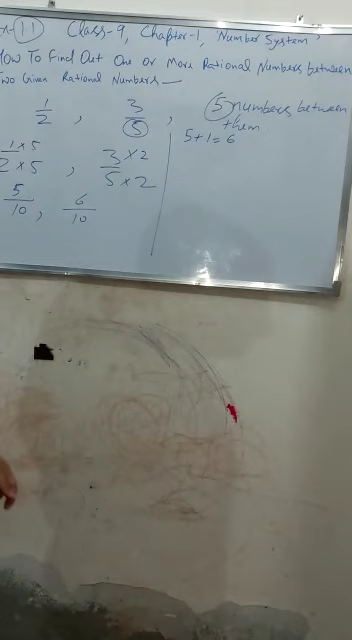 11 Class-9, Chapter-1, Number System
How To Find Out One or More Rational Numbers between
Two Given Rational Numbers —
1/2 , 3/5 , 5 numbers between
them
5+1=6
1×5/2×5 , 3×2/5×2
5/10 , 6/10